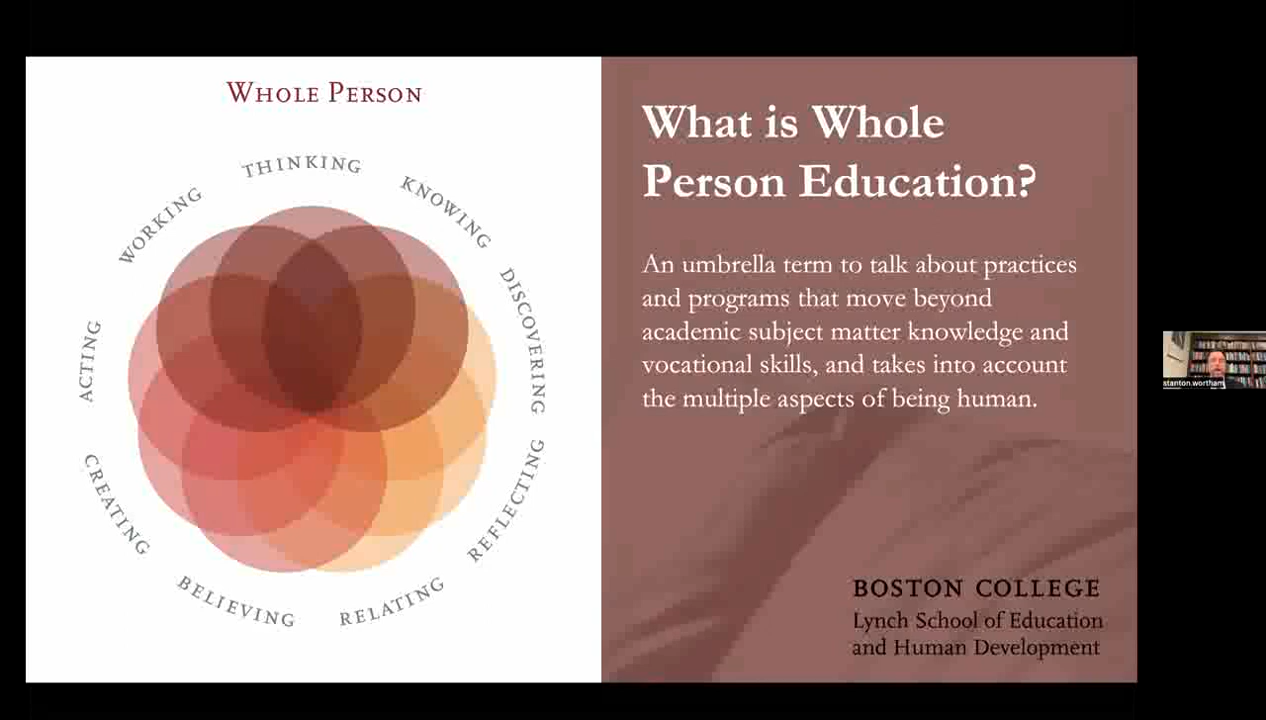 WHOLE PERSON
THINKING
KNOWING
DISCOVERING
REFLECTING
RELATING
BELIEVING
CREATING
ACTING
WORKING
What is Whole
Person Education?
An umbrella term to talk about practices
and programs that move beyond
academic subject matter knowledge and
vocational skills, and takes into account
the multiple aspects of being human.
BOSTON COLLEGE
Lynch School of Education
and Human Development
stanton.wortham